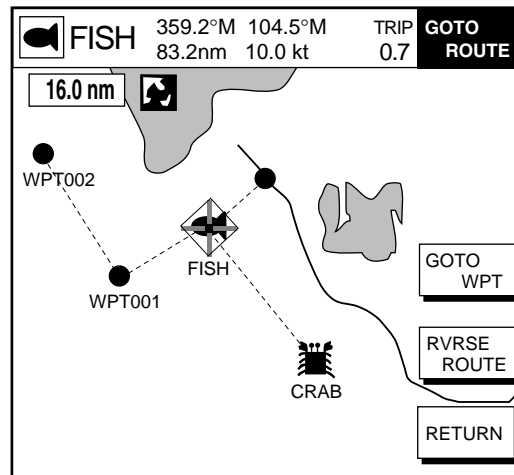 FISH 359.2°M 104.5°M TRIP GOTO
83.2nm 10.0 kt 0.7 ROUTE
16.0 nm
WPT002
FISH
GOTO
WPT
WPT001
RVRSE
ROUTE
CRAB
RETURN